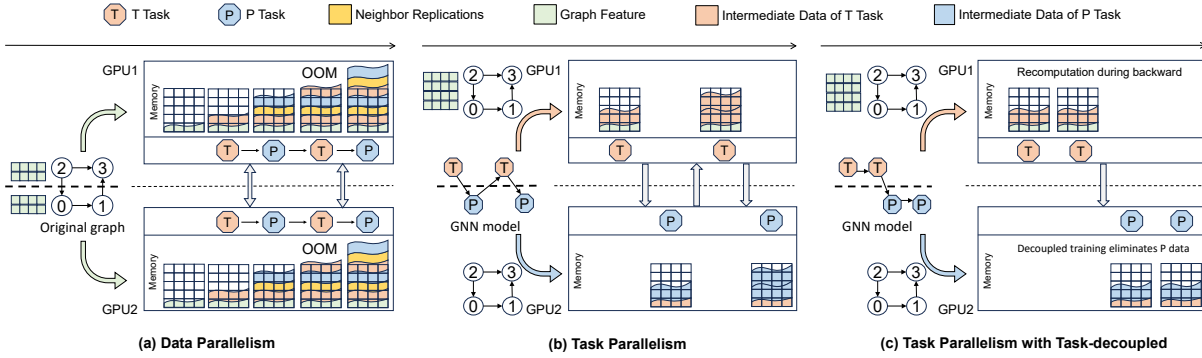 T T Task P P Task Neighbor Replications Graph Feature Intermediate Data of T Task Intermediate Data of P Task
GPU1
Memory
OOM
T P T P
2 3
0 1
Original graph
T P T P
OOM
Memory
GPU2
(a) Data Parallelism
2 3
0 1
GPU1
Memory
T T
T T
P P
GNN model
P P
Memory
2 3
0 1
GPU2
(b) Task Parallelism
2 3
0 1
GPU1
Memory
Recomputation during backward
T T
T T
P P
GNN model
P P
Decoupled training eliminates P data
Memory
2 3
0 1
GPU2
(c) Task Parallelism with Task-decoupled